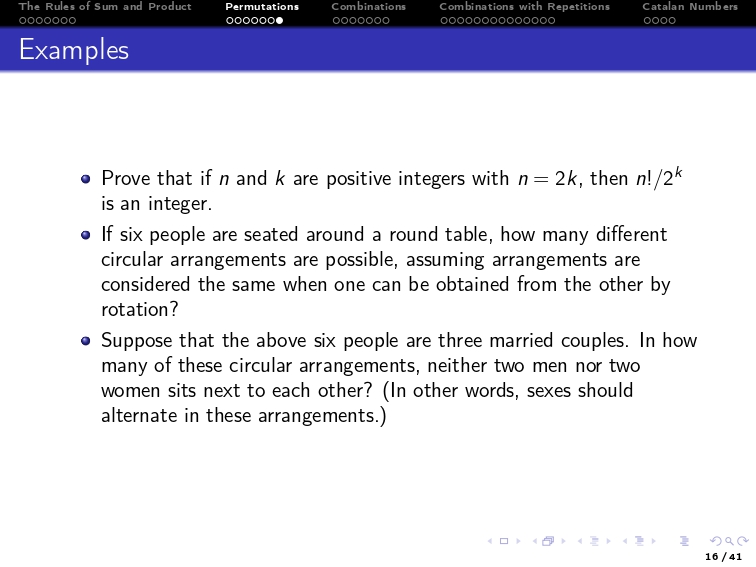 The Rules of Sum and Product Permutations Combinations Combinations with Repetitions Catalan Numbers
Examples
Prove that if n and k are positive integers with n = 2k, then n!/2^k
is an integer.
If six people are seated around a round table, how many different
circular arrangements are possible, assuming arrangements are
considered the same when one can be obtained from the other by
rotation?
Suppose that the above six people are three married couples. In how
many of these circular arrangements, neither two men nor two
women sits next to each other? (In other words, sexes should
alternate in these arrangements.)
16 / 41